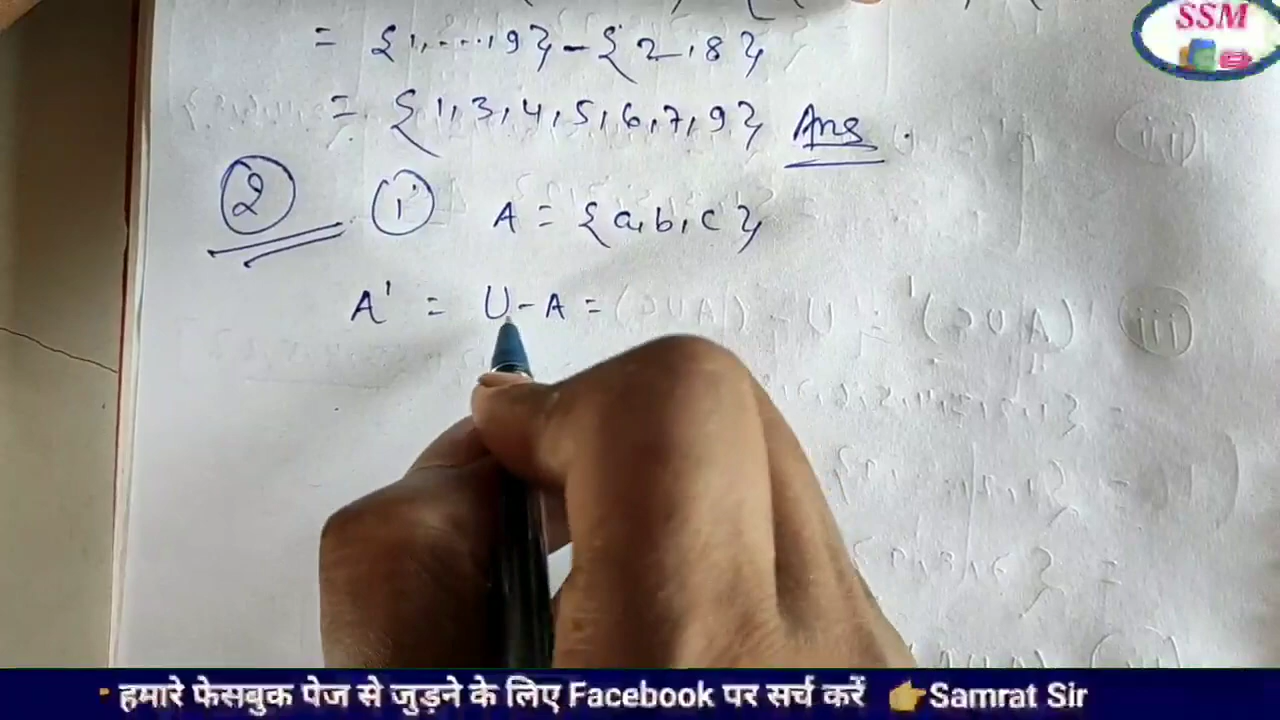 SSM
= {1, ..., 9} - {2, 8}
= {1, 3, 4, 5, 6, 7, 9} Ans.
② ① A = {a, b, c}
A' = U - A =
हमारे फेसबुक पेज से जुड़ने के लिए Facebook पर सर्च करें 👉Samrat Sir